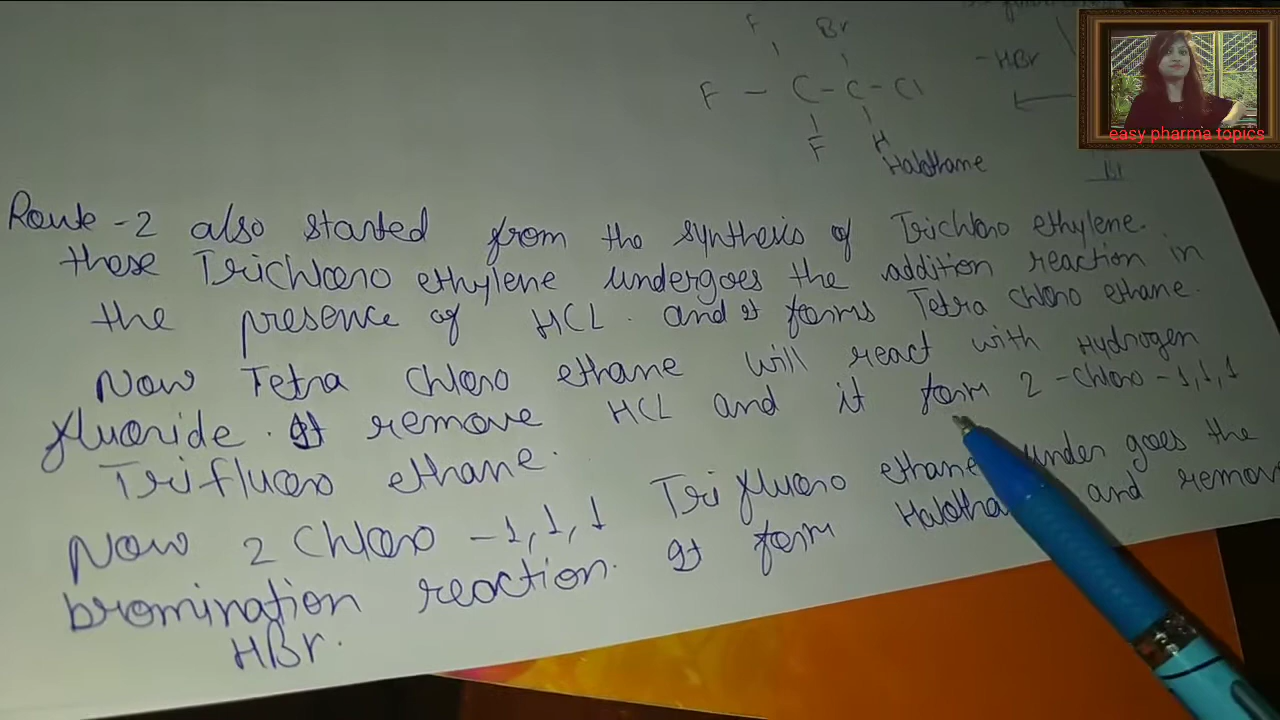 F Br
F - C - C - Cl
- HBr
F H
Halothane
easy pharma topics
Route -2 also started from the synthesis of Trichloro ethylene.
these Trichloro ethylene undergoes the addition reaction in
the presence of HCL. and it forms Tetra chloro ethane.
Now Tetra Chloro ethane will react with Hydrogen
fluoride. It remove HCL and it form 2 -chloro -1,1,1
Trifluoro ethane.
Now 2 Chloro -1,1,1 Trifluoro ethane under goes the
bromination reaction. It form Halotha and remov
HBr.